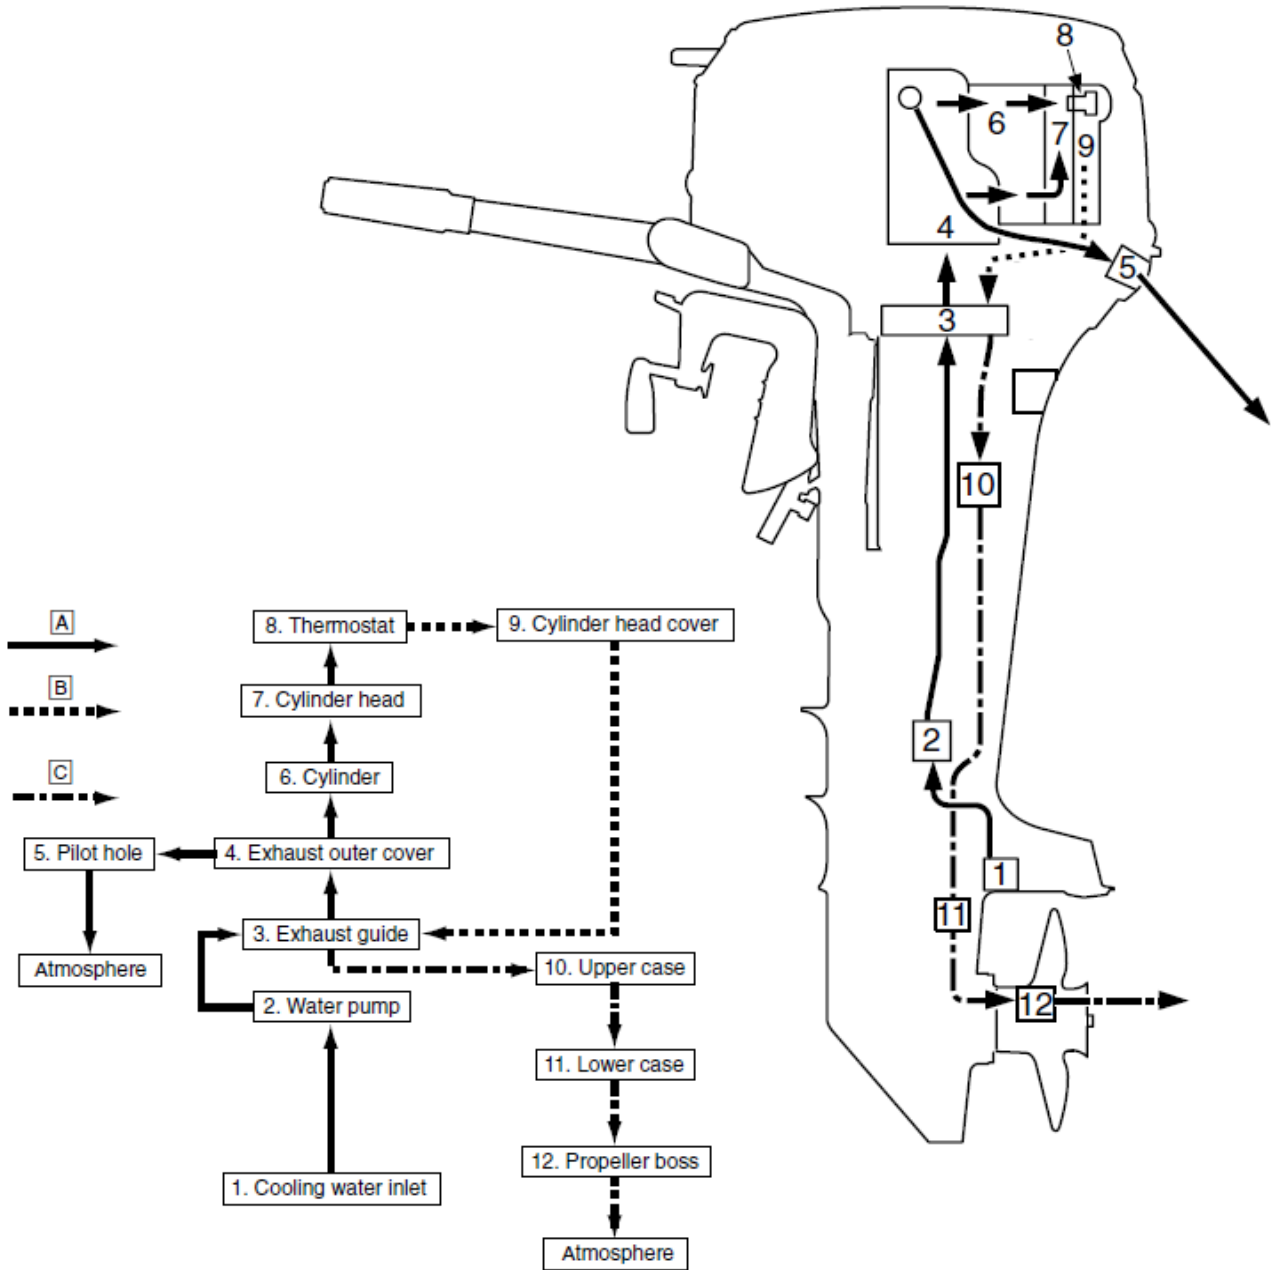 8
6
7
9
4
5
3
10
2
1
11
12
A
B
C
8. Thermostat
9. Cylinder head cover
7. Cylinder head
6. Cylinder
5. Pilot hole
4. Exhaust outer cover
3. Exhaust guide
Atmosphere
10. Upper case
2. Water pump
11. Lower case
12. Propeller boss
1. Cooling water inlet
Atmosphere